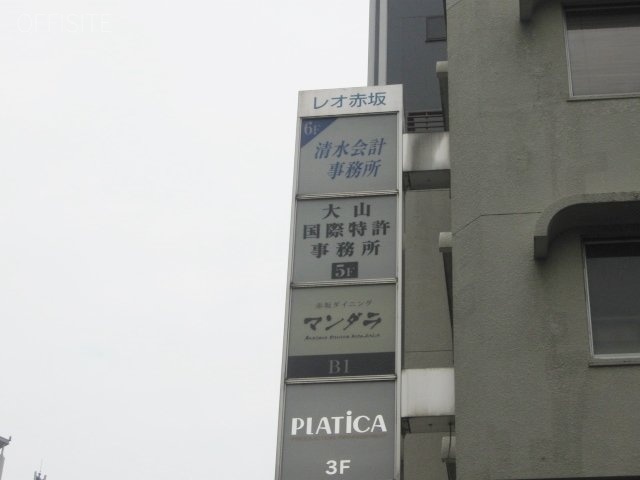 OUTSITE
レオ赤坂
6F
清水会計
事務所
大山
国際特許
事務所
5F
赤坂ダイニング
マンダラ
B1
PLATiCA
3F